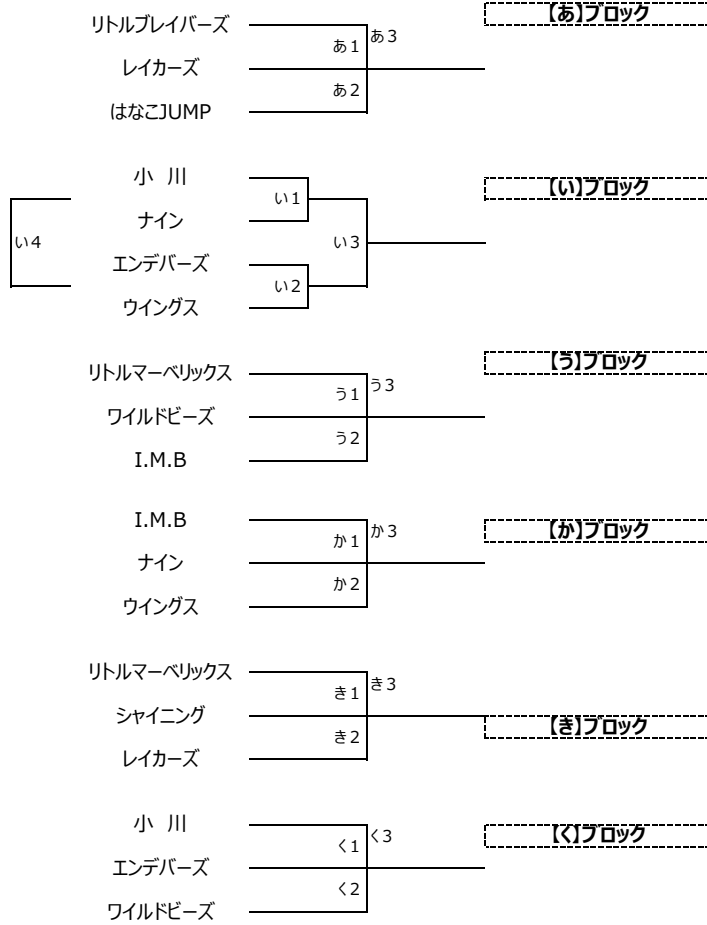 【あ】ブロック
リトルブレイバーズ
あ3
あ1
レイカーズ
あ2
はなこJUMP
小 川
【い】ブロック
い1
ナイン
い4
い3
エンデバーズ
い2
ウイングス
【う】ブロック
リトルマーベリックス
う3
う1
ワイルドビーズ
う2
I.M.B
I.M.B
【か】ブロック
か3
か1
ナイン
か2
ウイングス
リトルマーベリックス
き3
き1
シャイニング
【き】ブロック
き2
レイカーズ
小 川
【く】ブロック
く3
く1
エンデバーズ
く2
ワイルドビーズ